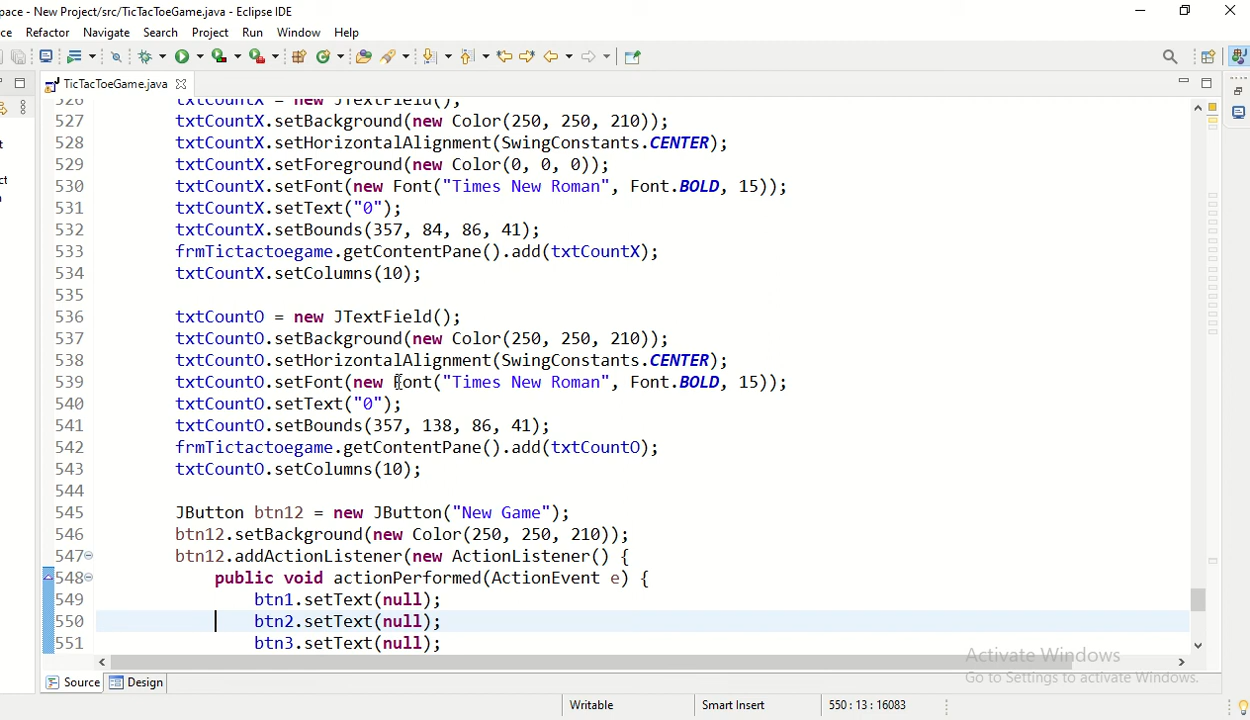 pace - New Project/src/TicTacToeGame.java - Eclipse IDE
ce Refactor Navigate Search Project Run Window Help
TicTacToeGame.java
526 txtCountX = new JTextField();
527 txtCountX.setBackground(new Color(250, 250, 210));
528 txtCountX.setHorizontalAlignment(SwingConstants.CENTER);
529 txtCountX.setForeground(new Color(0, 0, 0));
530 txtCountX.setFont(new Font("Times New Roman", Font.BOLD, 15));
531 txtCountX.setText("0");
532 txtCountX.setBounds(357, 84, 86, 41);
533 frmTictactoegame.getContentPane().add(txtCountX);
534 txtCountX.setColumns(10);
535
536 txtCountO = new JTextField();
537 txtCountO.setBackground(new Color(250, 250, 210));
538 txtCountO.setHorizontalAlignment(SwingConstants.CENTER);
539 txtCountO.setFont(new Font("Times New Roman", Font.BOLD, 15));
540 txtCountO.setText("0");
541 txtCountO.setBounds(357, 138, 86, 41);
542 frmTictactoegame.getContentPane().add(txtCountO);
543 txtCountO.setColumns(10);
544
545 JButton btn12 = new JButton("New Game");
546 btn12.setBackground(new Color(250, 250, 210));
547 btn12.addActionListener(new ActionListener() {
548 public void actionPerformed(ActionEvent e) {
549 btn1.setText(null);
550 btn2.setText(null);
551 btn3.setText(null);
Activate Windows
Go to Settings to activate Windows.
Source Design
Writable Smart Insert 550 : 13 : 16083